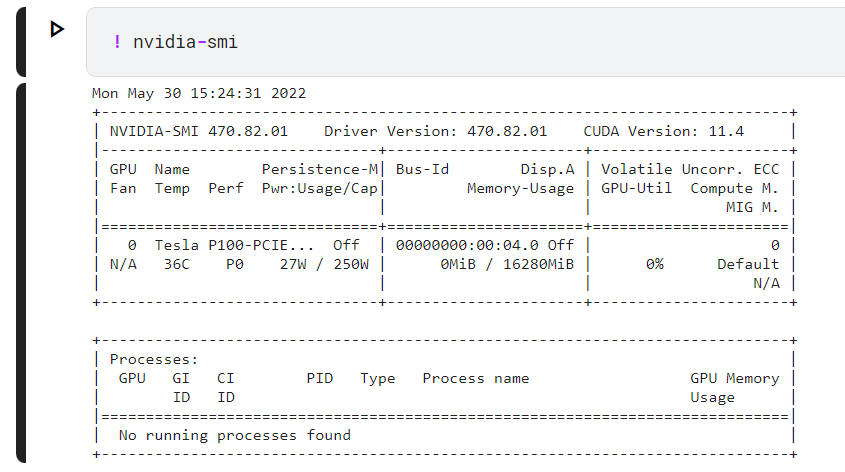 ! nvidia-smi
Mon May 30 15:24:31 2022
+-----------------------------------------------------------------------------+
| NVIDIA-SMI 470.82.01    Driver Version: 470.82.01    CUDA Version: 11.4     |
|-------------------------------+----------------------+----------------------+
| GPU  Name        Persistence-M| Bus-Id        Disp.A | Volatile Uncorr. ECC |
| Fan  Temp  Perf  Pwr:Usage/Cap|         Memory-Usage | GPU-Util  Compute M. |
|                               |                      |               MIG M. |
|===============================+======================+======================|
|   0  Tesla P100-PCIE...  Off  | 00000000:00:04.0 Off |                    0 |
| N/A   36C    P0    27W / 250W |      0MiB / 16280MiB |      0%      Default |
|                               |                      |                  N/A |
+-------------------------------+----------------------+----------------------+
+-----------------------------------------------------------------------------+
| Processes:                                                                  |
|  GPU   GI   CI        PID   Type   Process name                  GPU Memory |
|        ID   ID                                                   Usage      |
|=============================================================================|
|  No running processes found                                                 |
+-----------------------------------------------------------------------------+